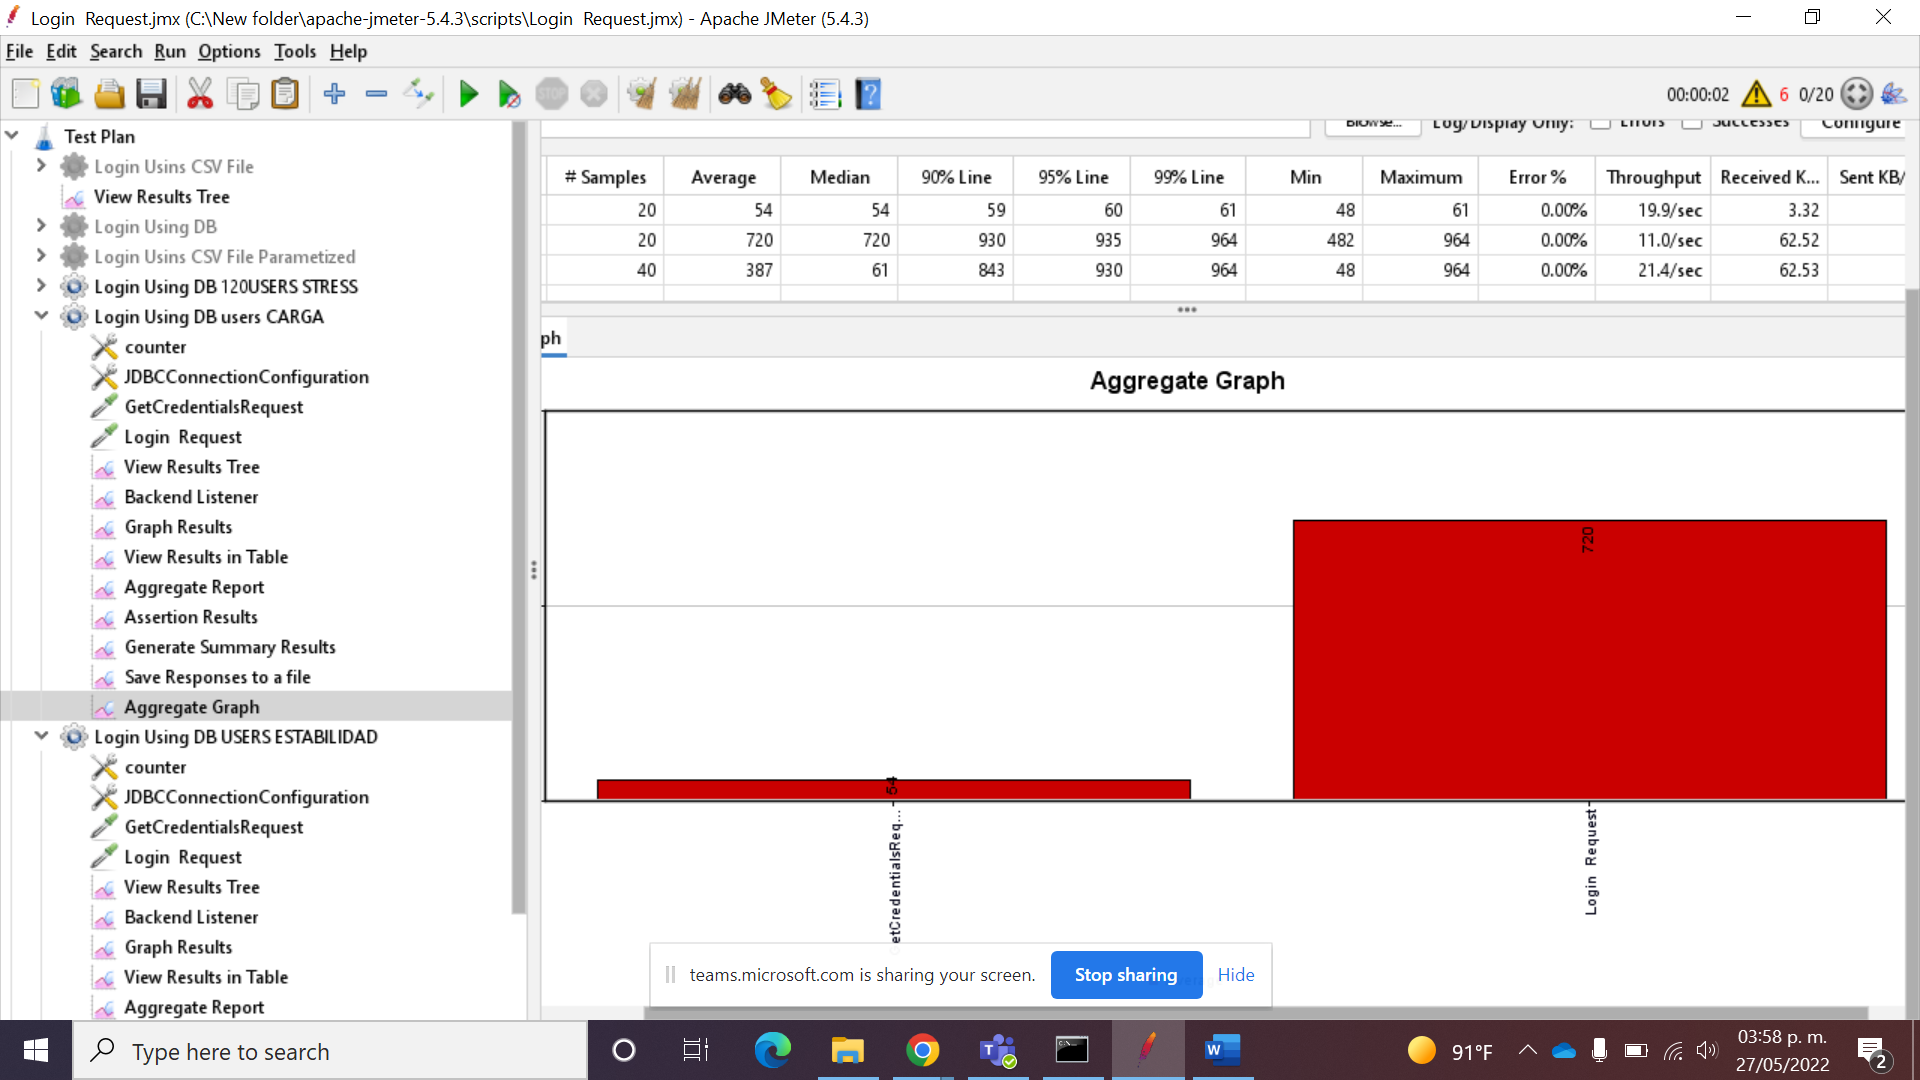 Login  Request.jmx (C:\New folder\apache-jmeter-5.4.3\scripts\Login  Request.jmx) - Apache JMeter (5.4.3)
File Edit Search Run Options Tools Help
STOP 00:00:02 6 0/20
Test Plan
Login Usins CSV File
View Results Tree
Login Using DB
Login Usins CSV File Parametized
Login Using DB 120USERS STRESS
Login Using DB users CARGA
counter
JDBCConnectionConfiguration
GetCredentialsRequest
Login  Request
View Results Tree
Backend Listener
Graph Results
View Results in Table
Aggregate Report
Assertion Results
Generate Summary Results
Save Responses to a file
Aggregate Graph
Login Using DB USERS ESTABILIDAD
counter
JDBCConnectionConfiguration
GetCredentialsRequest
Login  Request
View Results Tree
Backend Listener
Graph Results
View Results in Table
Aggregate Report
Browse... Log/Display Only: Errors Successes Configure
# Samples Average Median 90% Line 95% Line 99% Line Min Maximum Error % Throughput Received K... Sent KB/
20 54 54 59 60 61 48 61 0.00% 19.9/sec 3.32
20 720 720 930 935 964 482 964 0.00% 11.0/sec 62.52
40 387 61 843 930 964 48 964 0.00% 21.4/sec 62.53
ph
Aggregate Graph
720
54
etCredentialsReq...
Login Request
teams.microsoft.com is sharing your screen. Stop sharing Hide
Type here to search
91°F
03:58 p. m.
27/05/2022
2